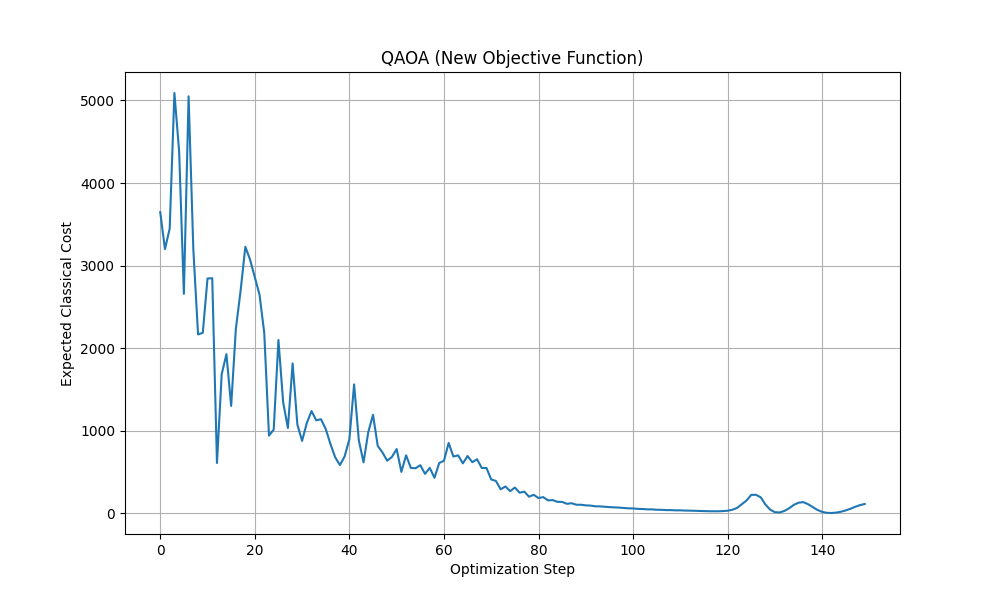 QAOA (New Objective Function)
Expected Classical Cost
5000
4000
3000
2000
1000
0
0 20 40 60 80 100 120 140
Optimization Step